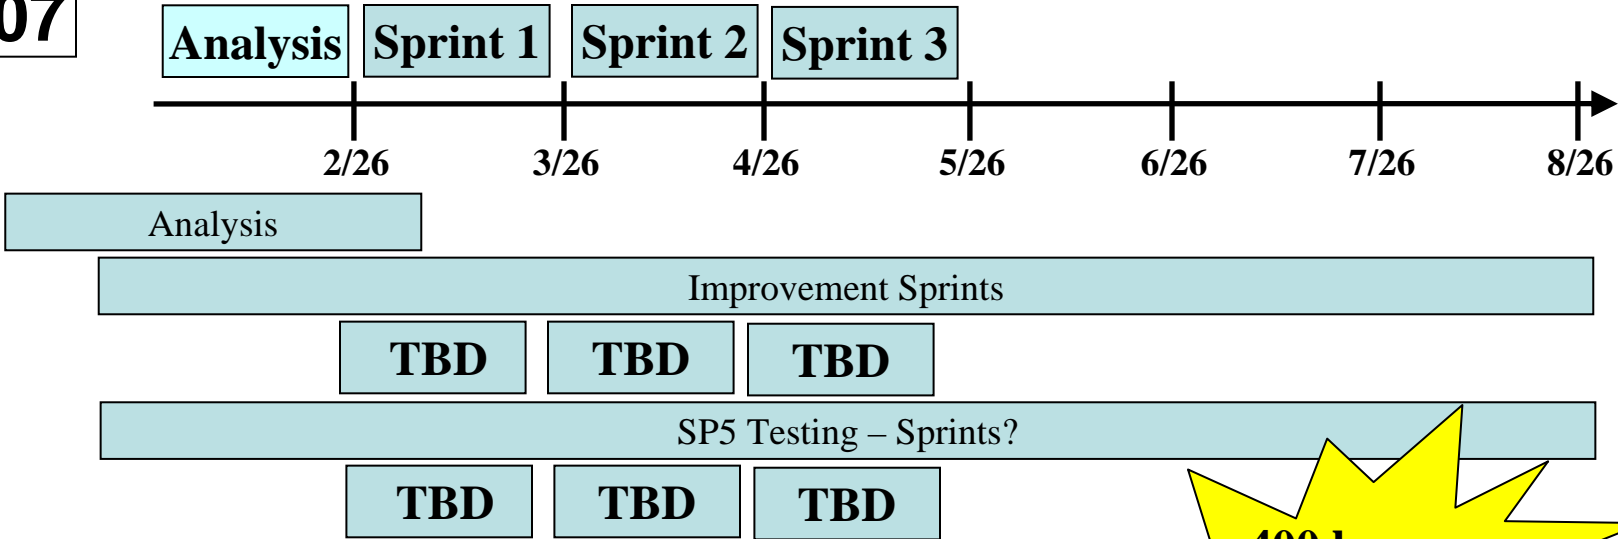 07
Analysis Sprint 1 Sprint 2 Sprint 3
2/26 3/26 4/26 5/26 6/26 7/26 8/26
Analysis
Improvement Sprints
TBD TBD TBD
SP5 Testing – Sprints?
TBD TBD TBD
400